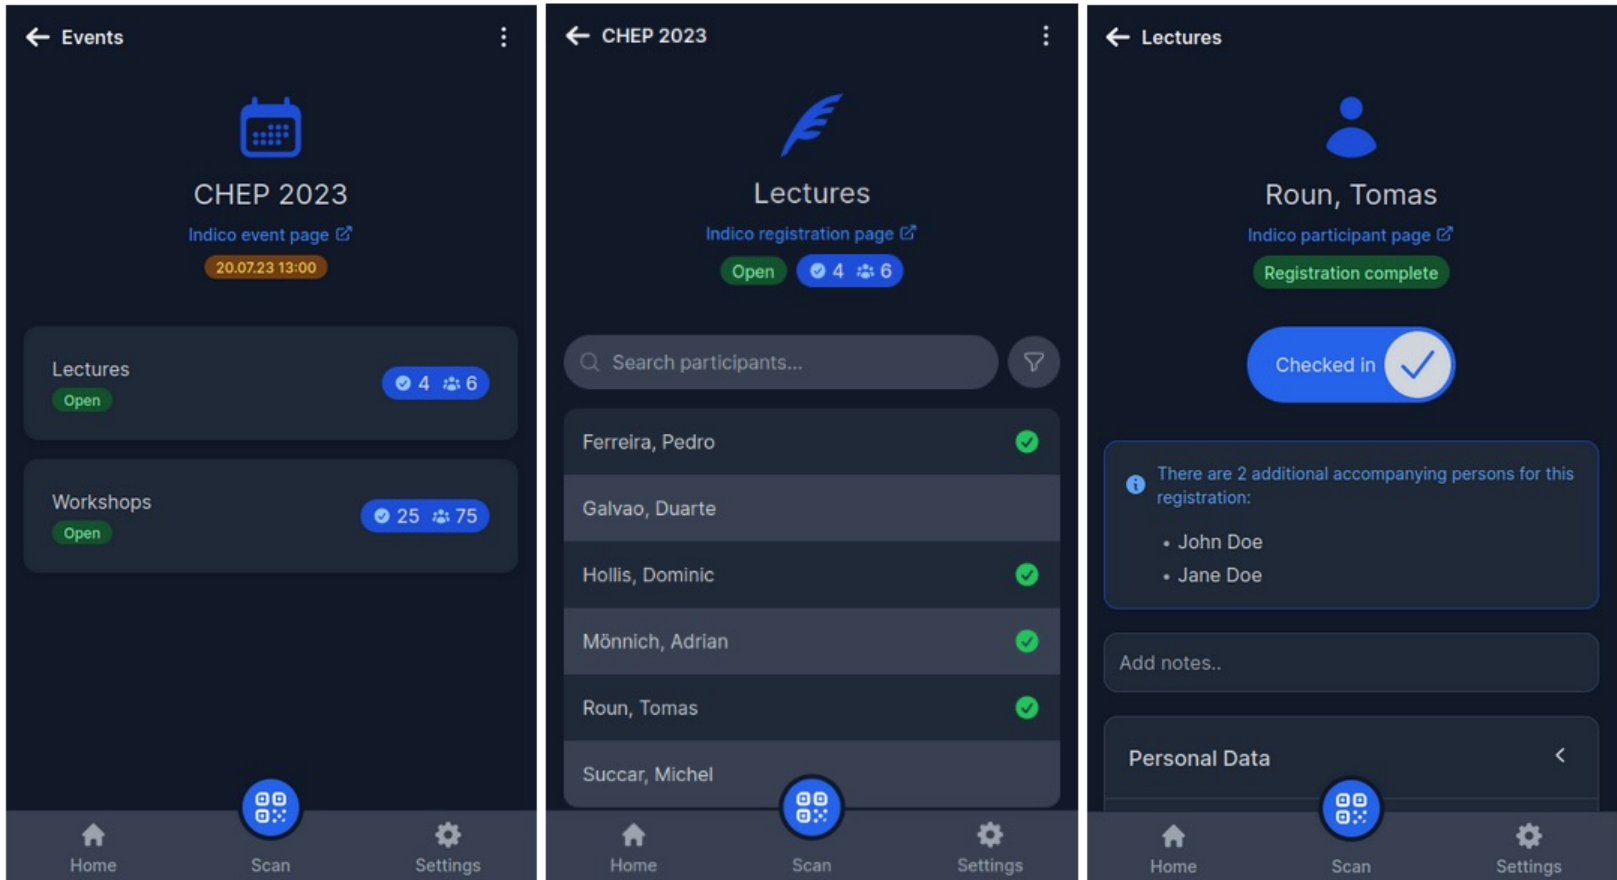 Events
CHEP 2023
Indico event page
20.07.23 13:00
Lectures
Open
4 6
Workshops
Open
25 75
Home
Scan
Settings
CHEP 2023
Lectures
Indico registration page
Open
4 6
Search participants...
Ferreira, Pedro
Galvao, Duarte
Hollis, Dominic
Mönnich, Adrian
Roun, Tomas
Succar, Michel
Home
Scan
Settings
Lectures
Roun, Tomas
Indico participant page
Registration complete
Checked in
There are 2 additional accompanying persons for this
registration:
• John Doe
• Jane Doe
Add notes..
Personal Data
Home
Scan
Settings